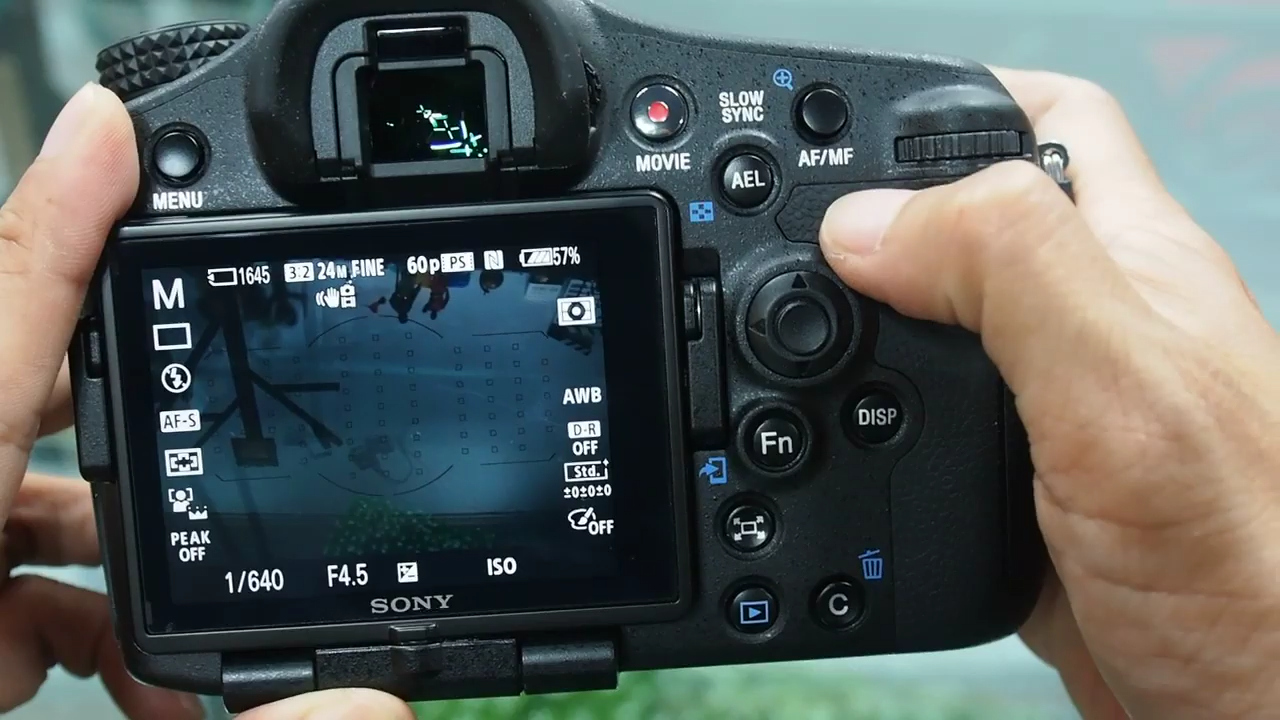 MENU
MOVIE
SLOW
SYNC
AF/MF
AEL
M
1645
3:2
24M
FINE
60p
PS
N
57%
AF-S
AWB
D-R
OFF
Std.
±0±0±0
OFF
PEAK
OFF
1/640
F4.5
ISO
SONY
Fn
DISP
C